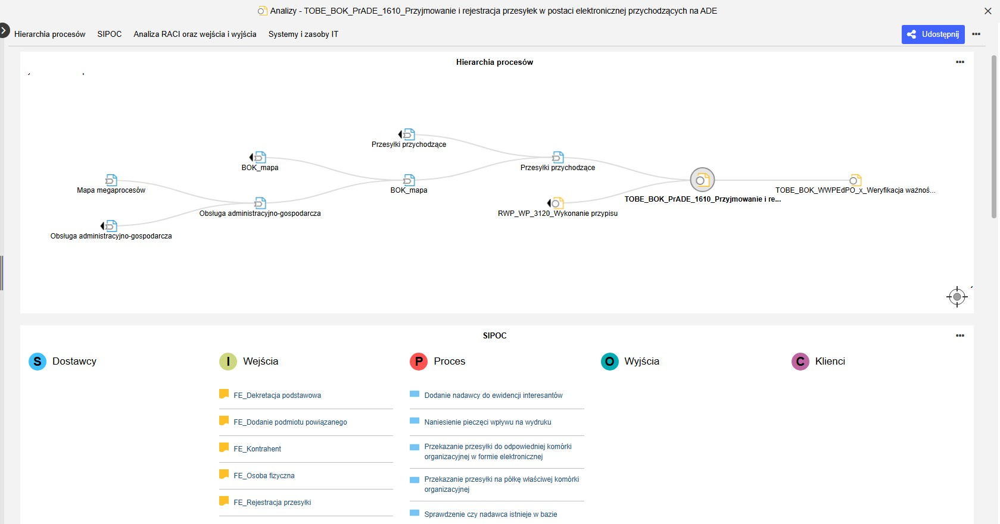 Analizy - TOBE_BOK_PrADE_1610_Przyjmowanie i rejestracja przesyłek w postaci elektronicznej przychodzących na ADE
Hierarchia procesów
SIPOC
Analiza RACI oraz wejścia i wyjścia
Systemy i zasoby IT
Udostępnij
Hierarchia procesów
Przesyłki przychodzące
BOK_mapa
Przesyłki przychodzące
Mapa megaprocesów
BOK_mapa
TOBE_BOK_PrADE_1610_Przyjmowanie i re...
TOBE_BOK_WWPEdPO_x_Weryfikacja ważnoś...
Obsługa administracyjno-gospodarcza
RWP_WP_3120_Wykonanie przypisu
Obsługa administracyjno-gospodarcza
SIPOC
S Dostawcy
I Wejścia
P Proces
O Wyjścia
C Klienci
FE_Dekretacja podstawowa
FE_Dodanie podmiotu powiązanego
FE_Kontrahent
FE_Osoba fizyczna
FE_Rejestracja przesyłki
Dodanie nadawcy do ewidencji interesantów
Naniesienie pieczęci wpływu na wydruku
Przekazanie przesyłki do odpowiedniej komórki
organizacyjnej w formie elektronicznej
Przekazanie przesyłki na półkę właściwej komórki
organizacyjnej
Sprawdzenie czy nadawca istnieje w bazie